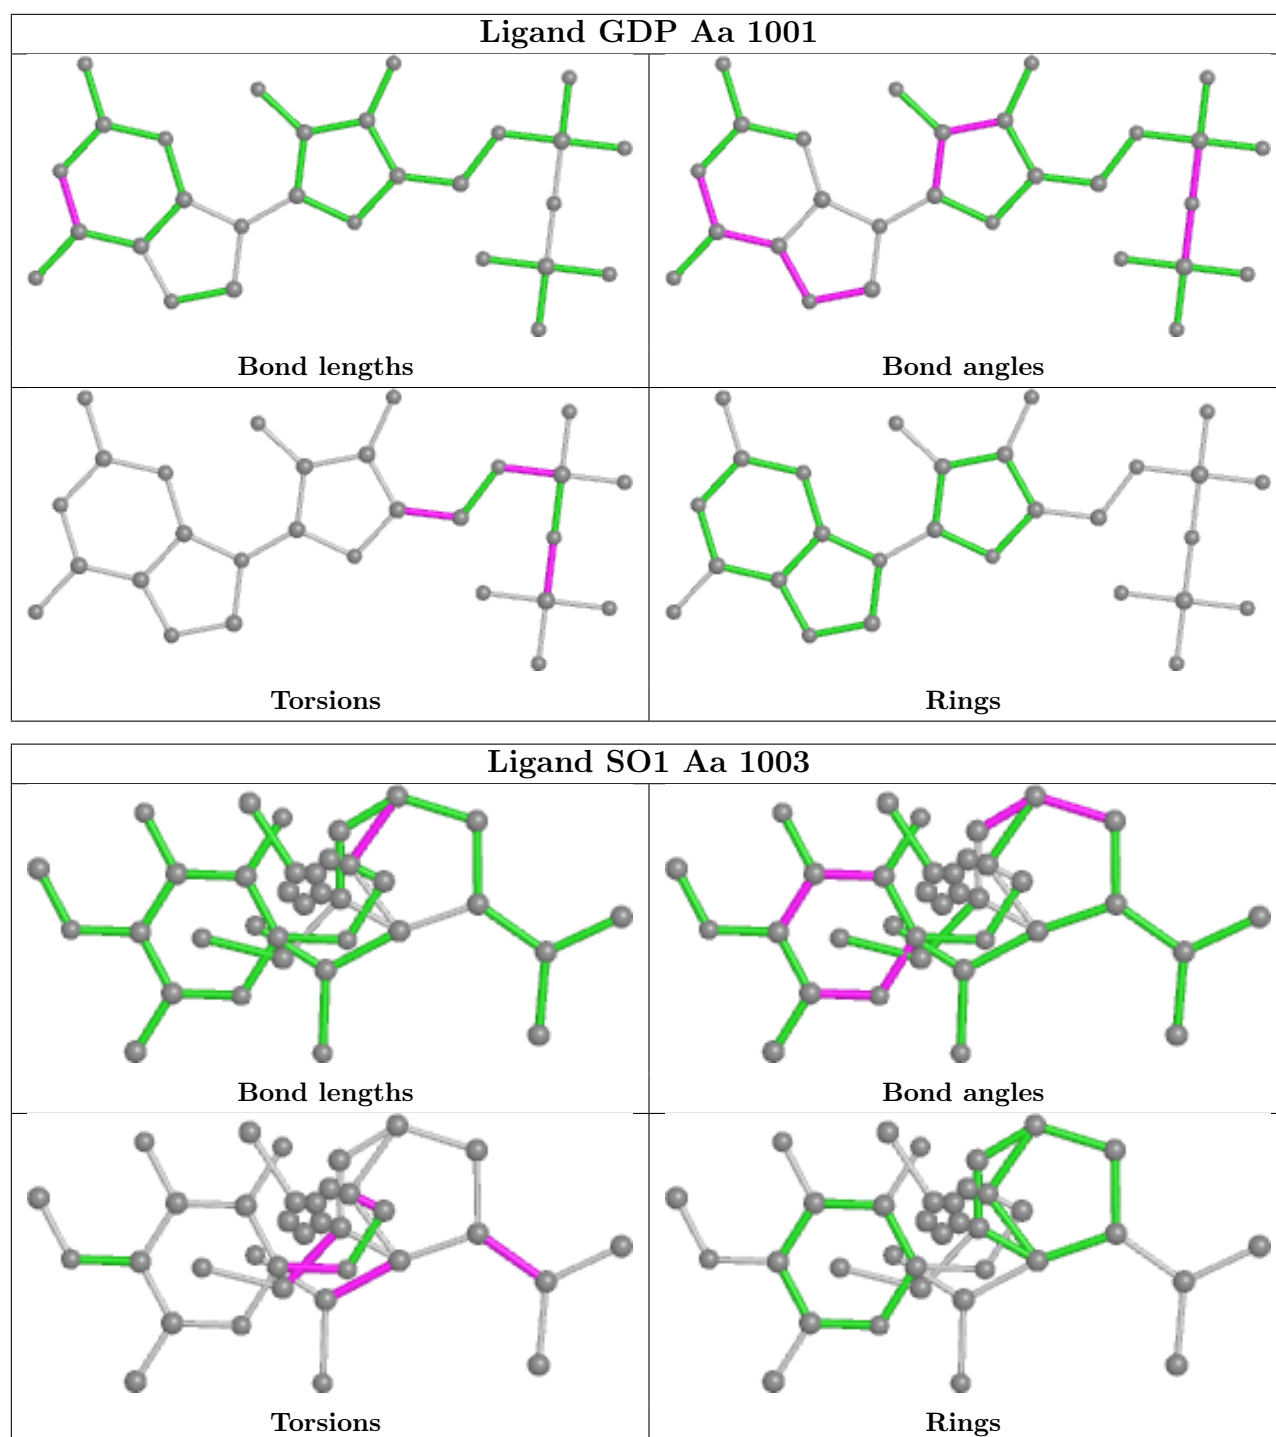 Ligand GDP Aa 1001
Bond lengths
Bond angles
Torsions
Rings
Ligand SO1 Aa 1003
Bond lengths
Bond angles
Torsions
Rings